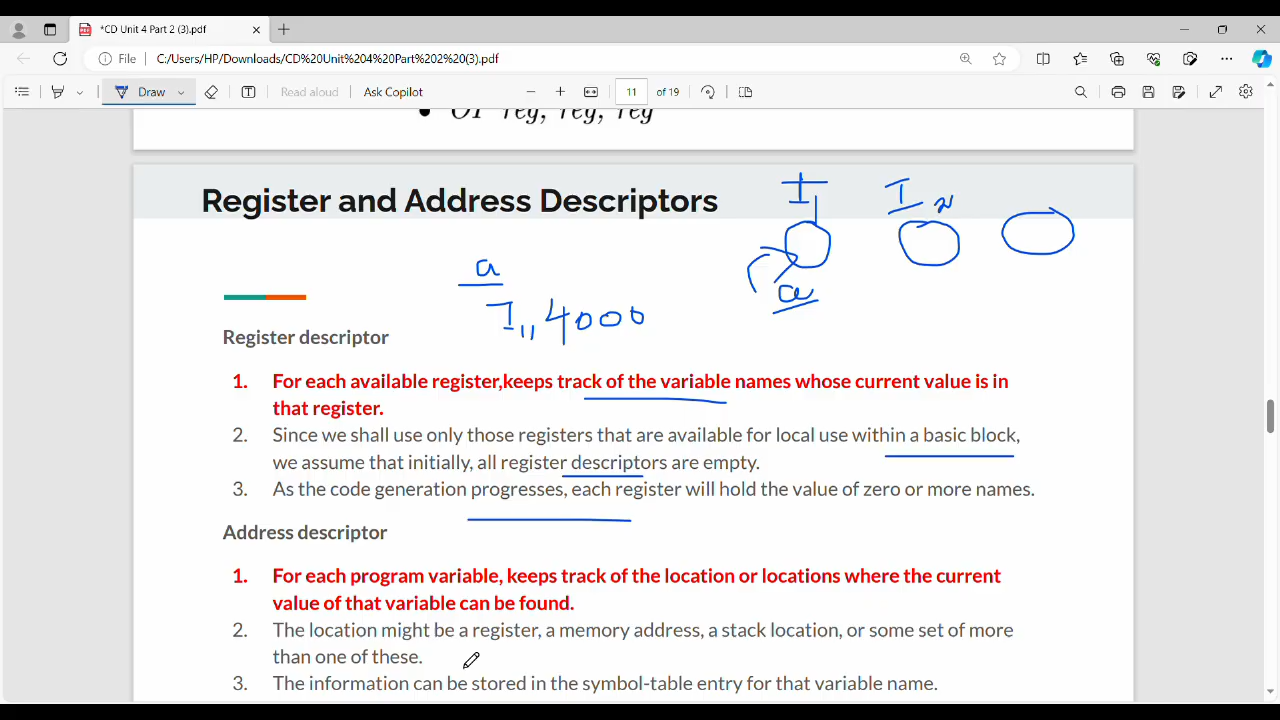 *CD Unit 4 Part 2 (3).pdf
File C:/Users/HP/Downloads/CD%20Unit%204%20Part%202%20(3).pdf
Draw Read aloud Ask Copilot 11 of 19
• OP reg, reg, reg
Register and Address Descriptors
a
a
4000
Register descriptor
1. For each available register,keeps track of the variable names whose current value is in
that register.
2. Since we shall use only those registers that are available for local use within a basic block,
we assume that initially, all register descriptors are empty.
3. As the code generation progresses, each register will hold the value of zero or more names.
Address descriptor
1. For each program variable, keeps track of the location or locations where the current
value of that variable can be found.
2. The location might be a register, a memory address, a stack location, or some set of more
than one of these.
3. The information can be stored in the symbol-table entry for that variable name.